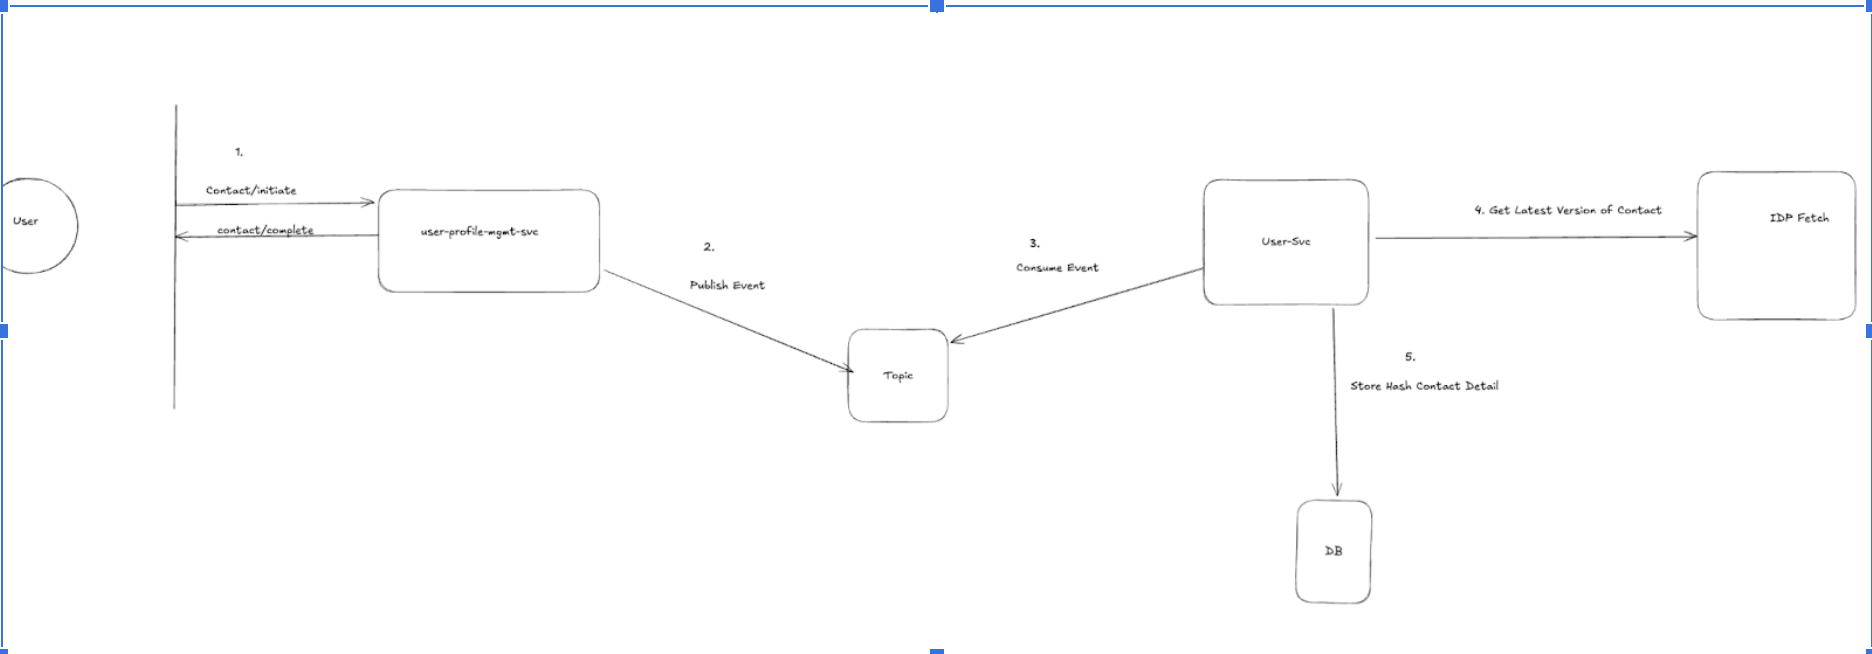 1.
Contact/initiate
contact/complete
User
user-profile-mgmt-svc
2.
Publish Event
Topic
3.
Consume Event
User-Svc
4. Get Latest Version of Contact
IDP Fetch
5.
Store Hash Contact Detail
DB